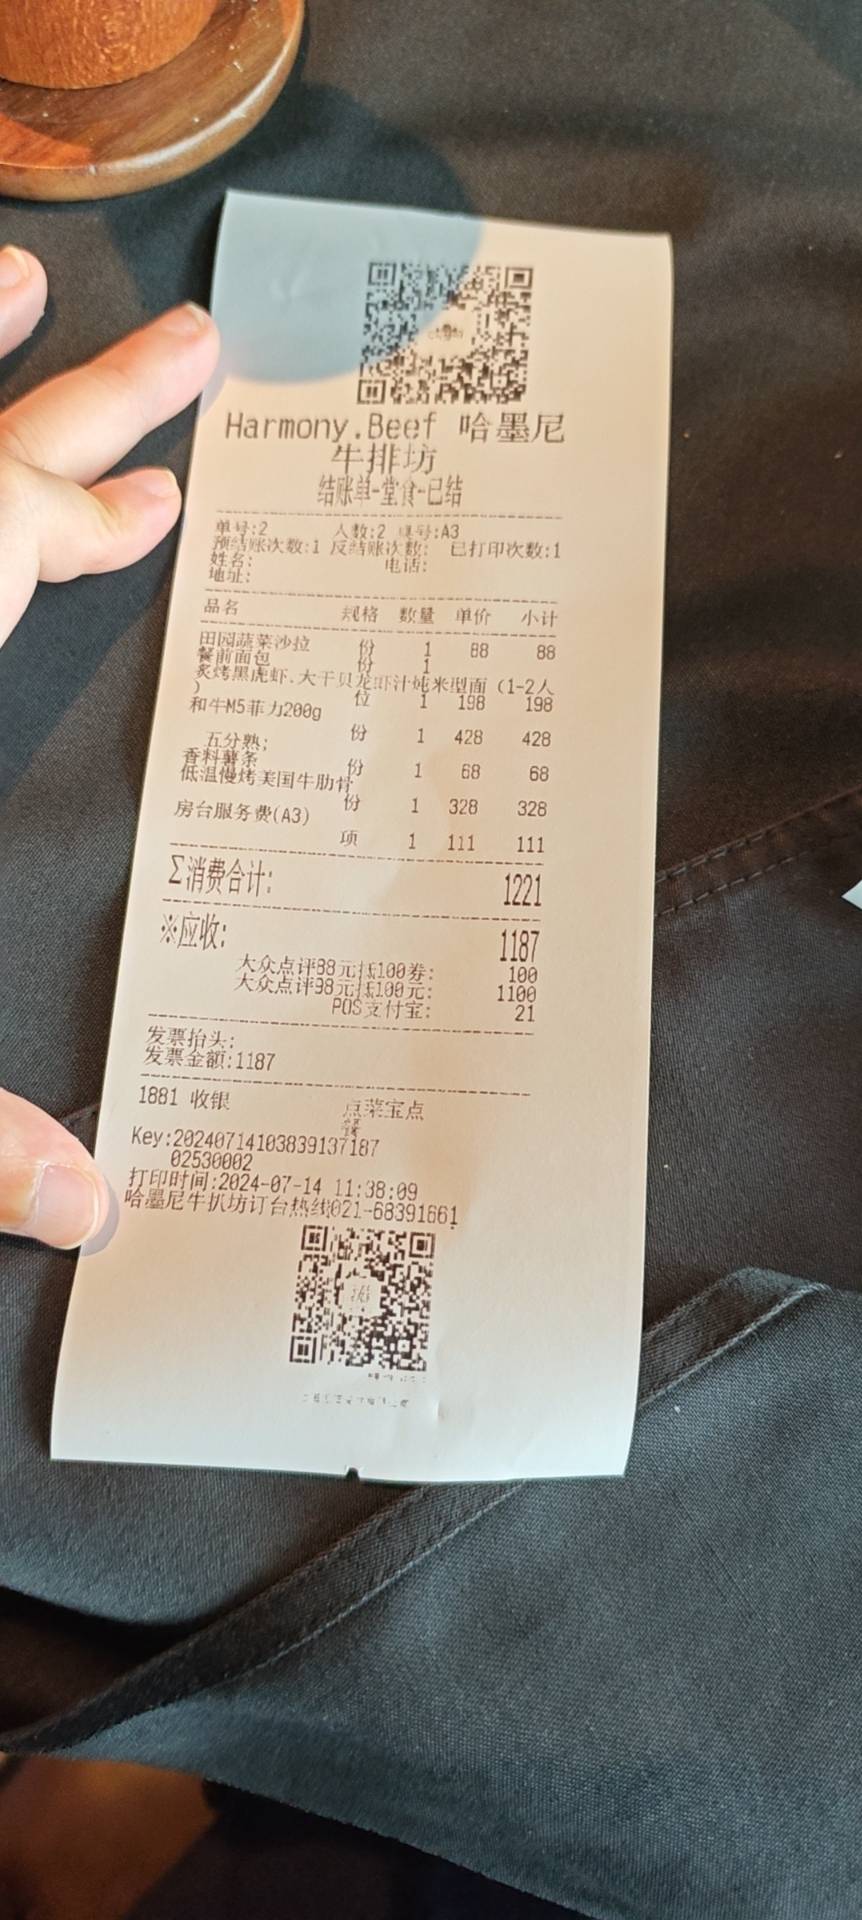 Harmony.Beef 哈墨尼
牛排坊
结账单-堂食-已结
单号:2 人数:2 桌号:A3
预结账次数:1 反结账次数: 已打印次数:1
姓名: 电话:
地址:
品名 规格 数量 单价 小计
田园蔬菜沙拉 份 1 88 88
餐前面包 份 1
炙烤黑虎虾.大干贝龙虾汁炖米型面 (1-2人
) 位 1 198 198
和牛M5菲力200g
份 1 428 428
五分熟;
香料薯条 份 1 68 68
低温慢烤美国牛肋骨
份 1 328 328
房台服务费(A3)
项 1 111 111
Σ消费合计: 1221
※应收: 1187
大众点评88元抵100券: 100
大众点评98元抵100元: 1100
POS支付宝: 21
发票抬头:
发票金额:1187
1881 收银 点菜宝点
餐
Key:20240714103839137187
02530002
打印时间:2024-07-14 11:38:09
哈墨尼牛扒坊订台热线021-68391661